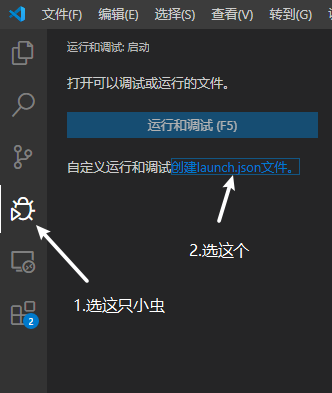 文件(F) 编辑(E) 选择(S) 查看(V) 转到(G)
运行和调试: 启动
打开可以调试或运行的文件。
运行和调试 (F5)
自定义运行和调试创建launch.json文件。
2.选这个
1.选这只小虫
2